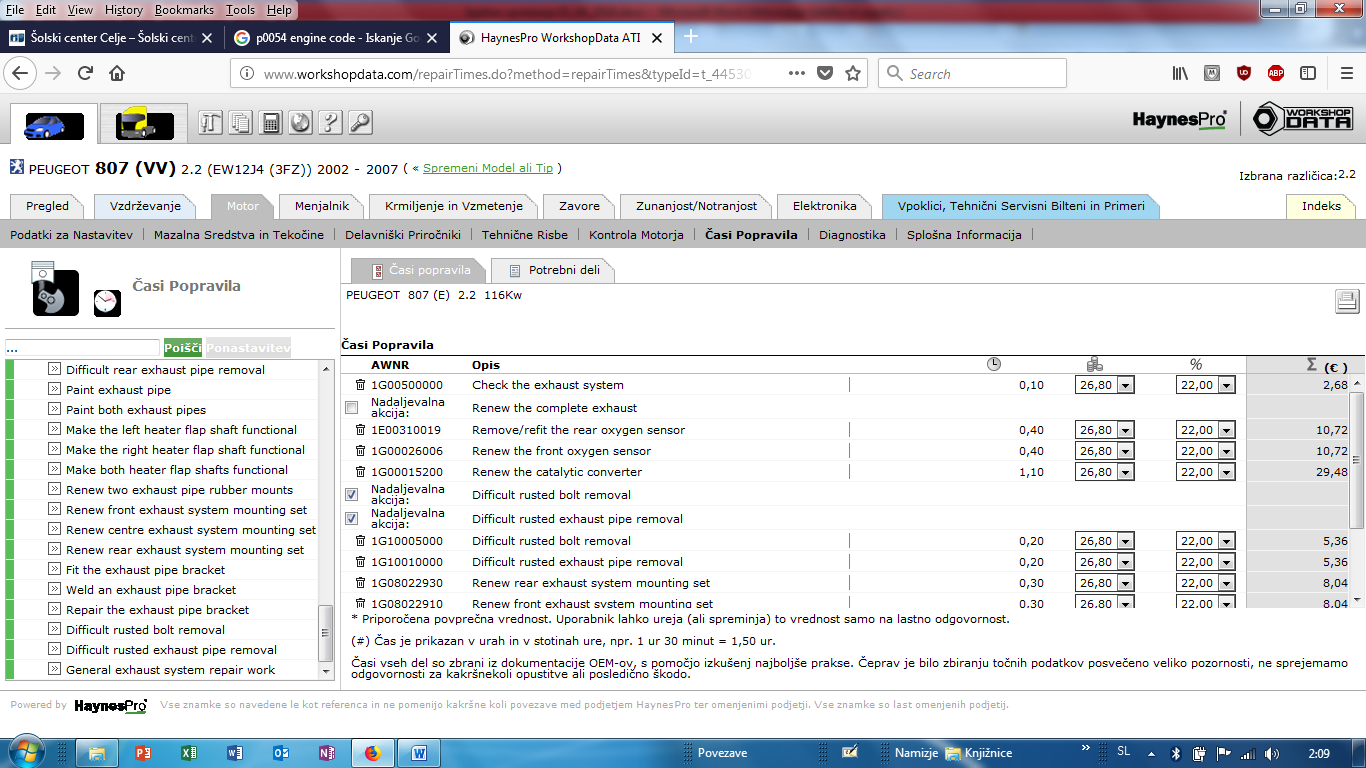 File Edit View History Bookmarks Tools Help
Šolski center Celje – Šolski cent
p0054 engine code - Iskanje Go
HaynesPro WorkshopData ATI
www.workshopdata.com/repairTimes.do?method=repairTimes&typeId=t_44530
Search
HaynesPro WORKSHOP DATA
PEUGEOT 807 (VV) 2.2 (EW12J4 (3FZ)) 2002 - 2007 ( « Spremeni Model ali Tip )
Izbrana različica:2.2
Pregled Vzdrževanje Motor Menjalnik Krmiljenje in Vzmetenje Zavore Zunanjost/Notranjost Elektronika Vpoklici, Tehnični Servisni Bilteni in Primeri Indeks
Podatki za Nastavitev Mazalna Sredstva in Tekočine Delavniški Priročniki Tehnične Risbe Kontrola Motorja Časi Popravila Diagnostika Splošna Informacija
Časi Popravila
... Poišči Ponastavitev
Difficult rear exhaust pipe removal
Paint exhaust pipe
Paint both exhaust pipes
Make the left heater flap shaft functional
Make the right heater flap shaft functional
Make both heater flap shafts functional
Renew two exhaust pipe rubber mounts
Renew front exhaust system mounting set
Renew centre exhaust system mounting set
Renew rear exhaust system mounting set
Fit the exhaust pipe bracket
Weld an exhaust pipe bracket
Repair the exhaust pipe bracket
Difficult rusted bolt removal
Difficult rusted exhaust pipe removal
General exhaust system repair work
Časi popravila Potrebni deli
PEUGEOT 807 (E) 2.2 116Kw
Časi Popravila
AWNR Opis % Σ (€ )
1G00500000 Check the exhaust system 0,10 26,80 22,00 2,68
Nadaljevalna akcija: Renew the complete exhaust
1E00310019 Remove/refit the rear oxygen sensor 0,40 26,80 22,00 10,72
1G00026006 Renew the front oxygen sensor 0,40 26,80 22,00 10,72
1G00015200 Renew the catalytic converter 1,10 26,80 22,00 29,48
Nadaljevalna akcija: Difficult rusted bolt removal
Nadaljevalna akcija: Difficult rusted exhaust pipe removal
1G10005000 Difficult rusted bolt removal 0,20 26,80 22,00 5,36
1G10010000 Difficult rusted exhaust pipe removal 0,20 26,80 22,00 5,36
1G08022930 Renew rear exhaust system mounting set 0,30 26,80 22,00 8,04
1G08022910 Renew front exhaust system mounting set 0,30 26,80 22,00 8,04
* Priporočena povprečna vrednost. Uporabnik lahko ureja (ali spreminja) to vrednost samo na lastno odgovornost.
(#) Čas je prikazan v urah in v stotinah ure, npr. 1 ur 30 minut = 1,50 ur.
Časi vseh del so zbrani iz dokumentacije OEM-ov, s pomočjo izkušenj najboljše prakse. Čeprav je bilo zbiranju točnih podatkov posvečeno veliko pozornosti, ne sprejemamo
odgovornosti za kakršnekoli opustitve ali posledično škodo.
Powered by HaynesPro Vse znamke so navedene le kot referenca in ne pomenijo kakršne koli povezave med podjetjem HaynesPro ter omenjenimi podjetji. Vse znamke so last omenjenih podjetij.
Povezave Namizje Knjižnice » SL 2:09